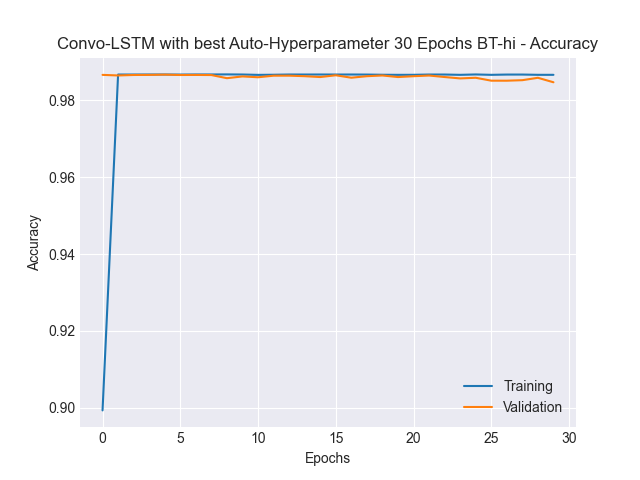 Convo-LSTM with best Auto-Hyperparameter 30 Epochs BT-hi - Accuracy
0.98
0.96
0.94
0.92
0.90
Accuracy
Training
Validation
0 5 10 15 20 25 30
Epochs